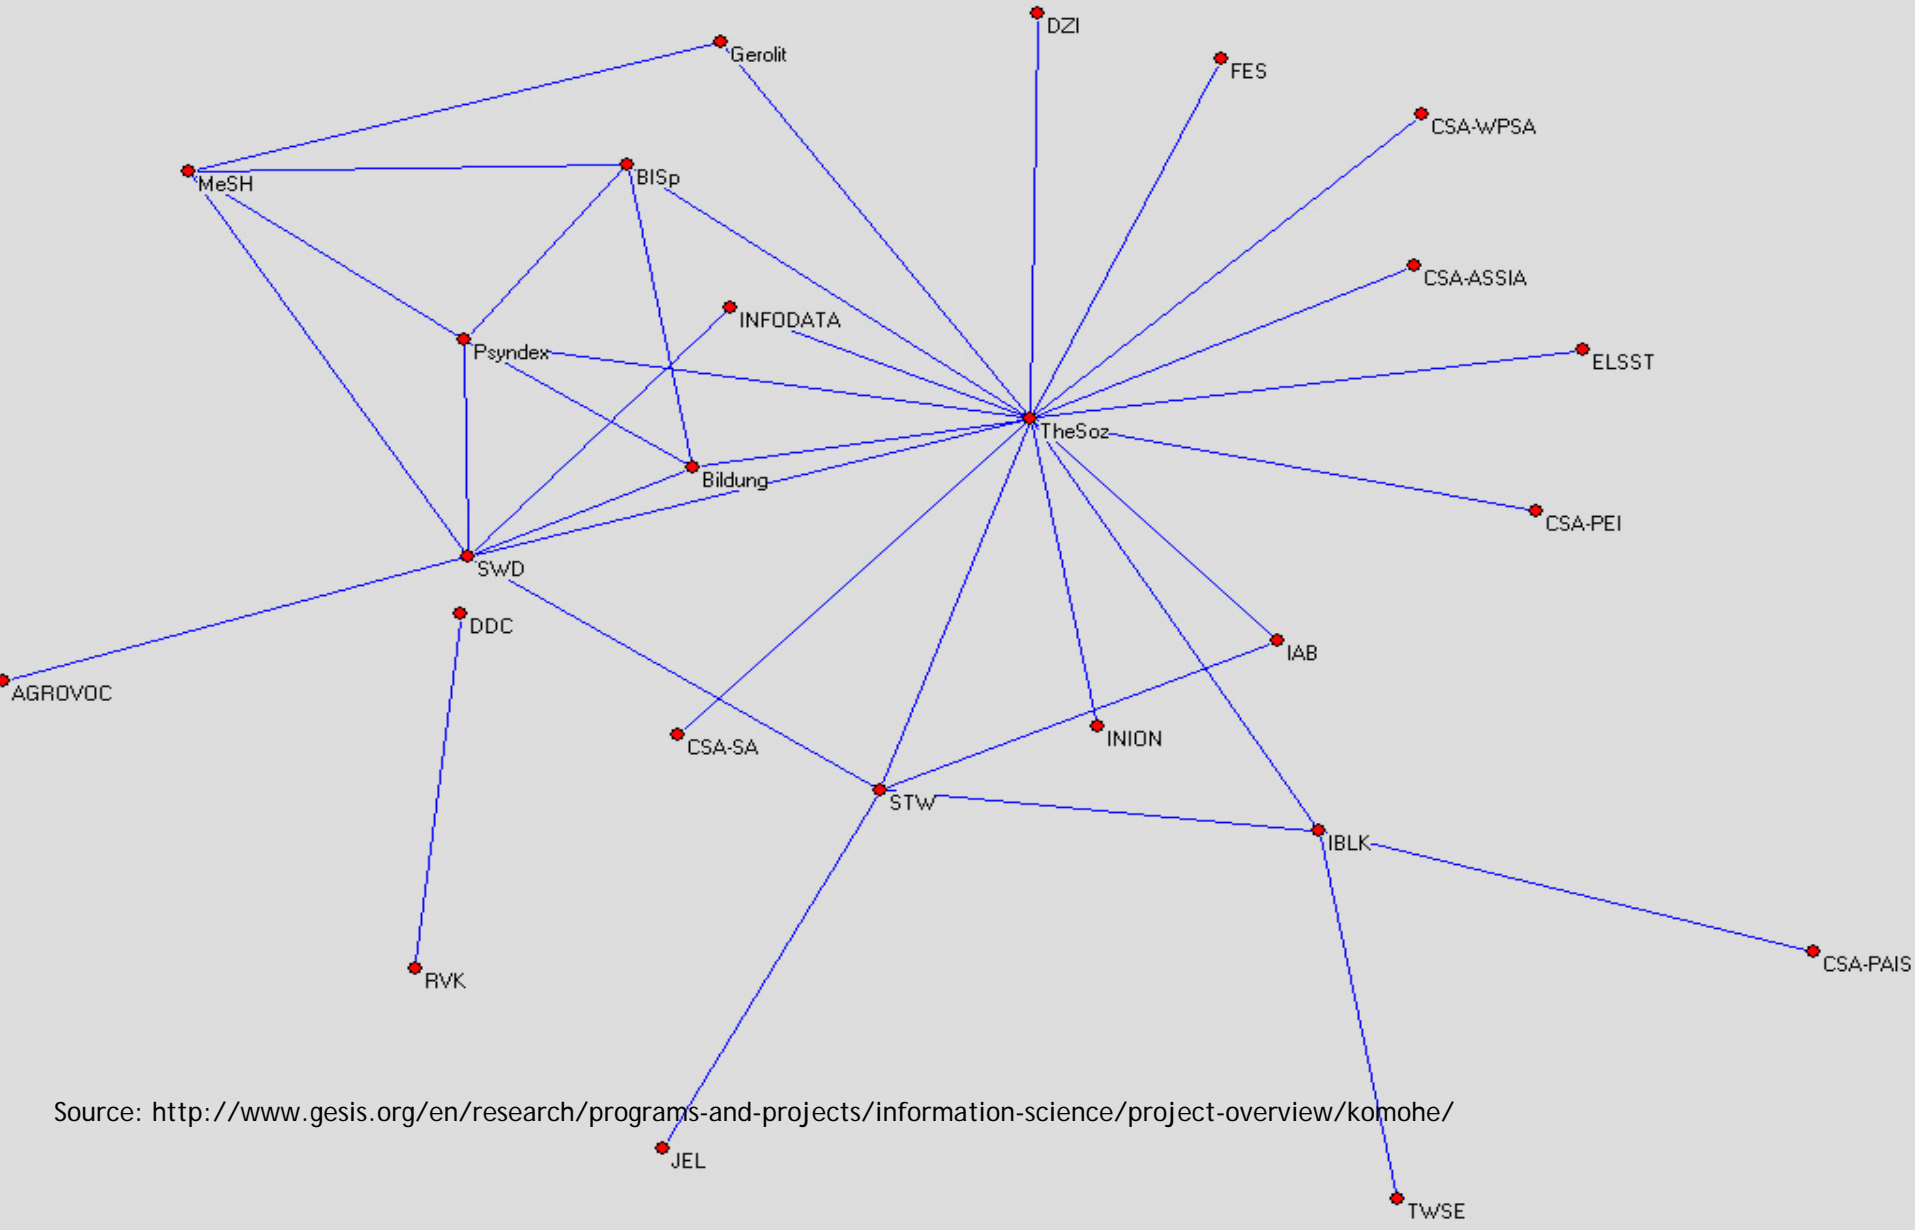 DZI
Gerolit
FES
CSA-WPSA
MeSH
BISp
CSA-ASSIA
INFODATA
Psyndex
ELSST
TheSoz
Bildung
CSA-PEI
SWD
DDC
IAB
AGROVOC
CSA-SA
INION
STW
IBLK
CSA-PAIS
RVK
Source: http://www.gesis.org/en/research/programs-and-projects/information-science/project-overview/komohe/
JEL
TWSE